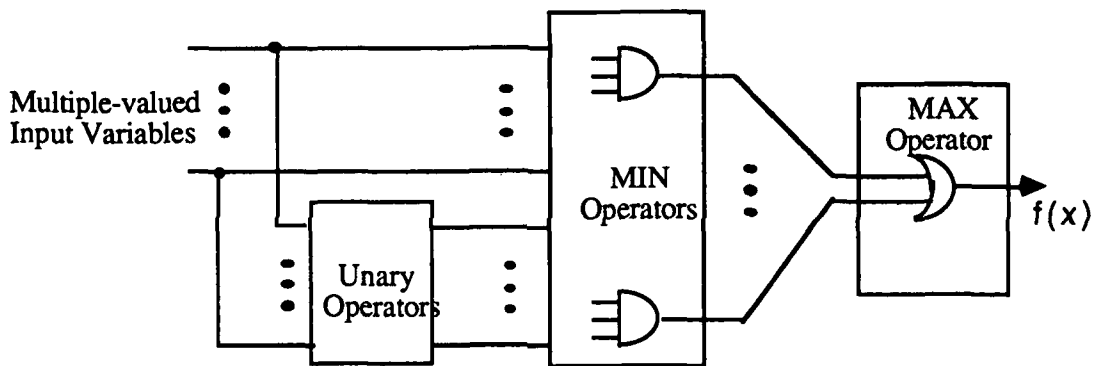 Multiple-valued
Input Variables
Unary
Operators
MIN
Operators
MAX
Operator
f(x)